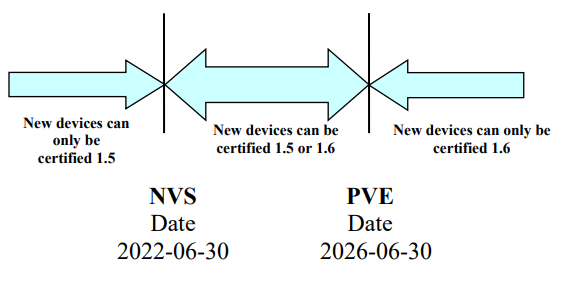 New devices can
only be
certified 1.5
New devices can be
certified 1.5 or 1.6
New devices can only be
certified 1.6
NVS
Date
2022-06-30
PVE
Date
2026-06-30